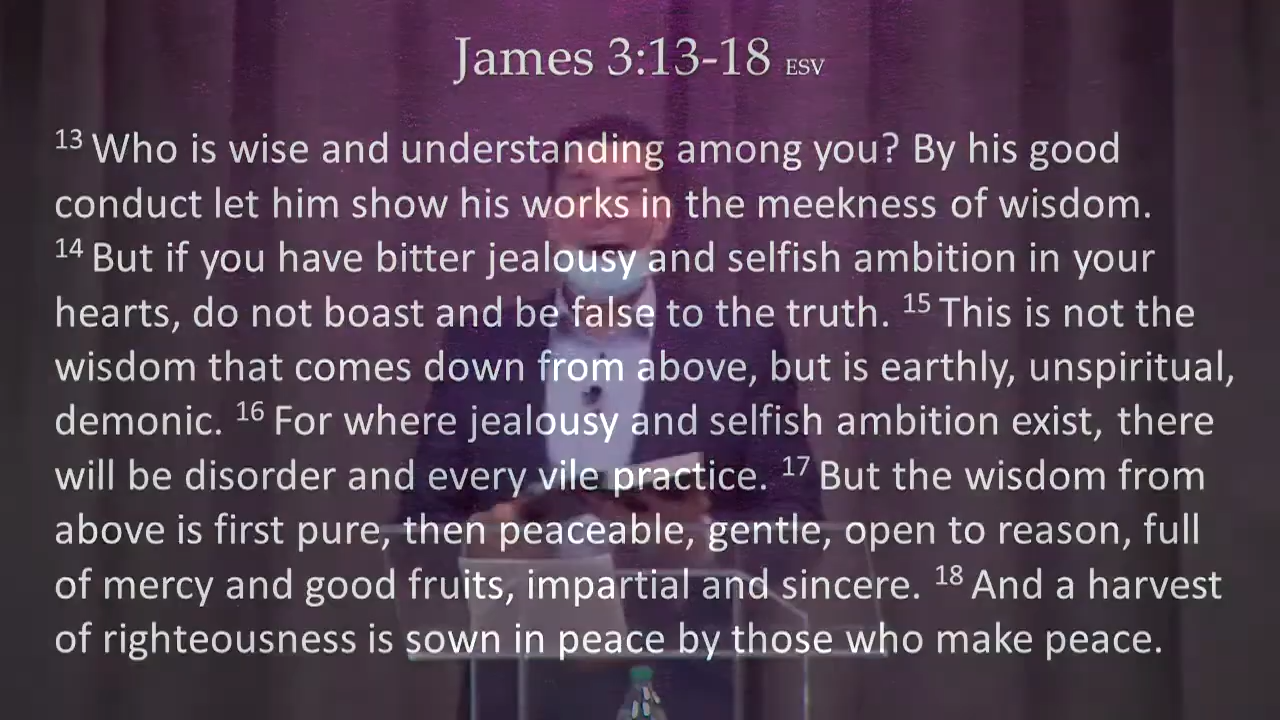 James 3:13-18 ESV
13 Who is wise and understanding among you? By his good
conduct let him show his works in the meekness of wisdom.
14 But if you have bitter jealousy and selfish ambition in your
hearts, do not boast and be false to the truth. 15 This is not the
wisdom that comes down from above, but is earthly, unspiritual,
demonic. 16 For where jealousy and selfish ambition exist, there
will be disorder and every vile practice. 17 But the wisdom from
above is first pure, then peaceable, gentle, open to reason, full
of mercy and good fruits, impartial and sincere. 18 And a harvest
of righteousness is sown in peace by those who make peace.